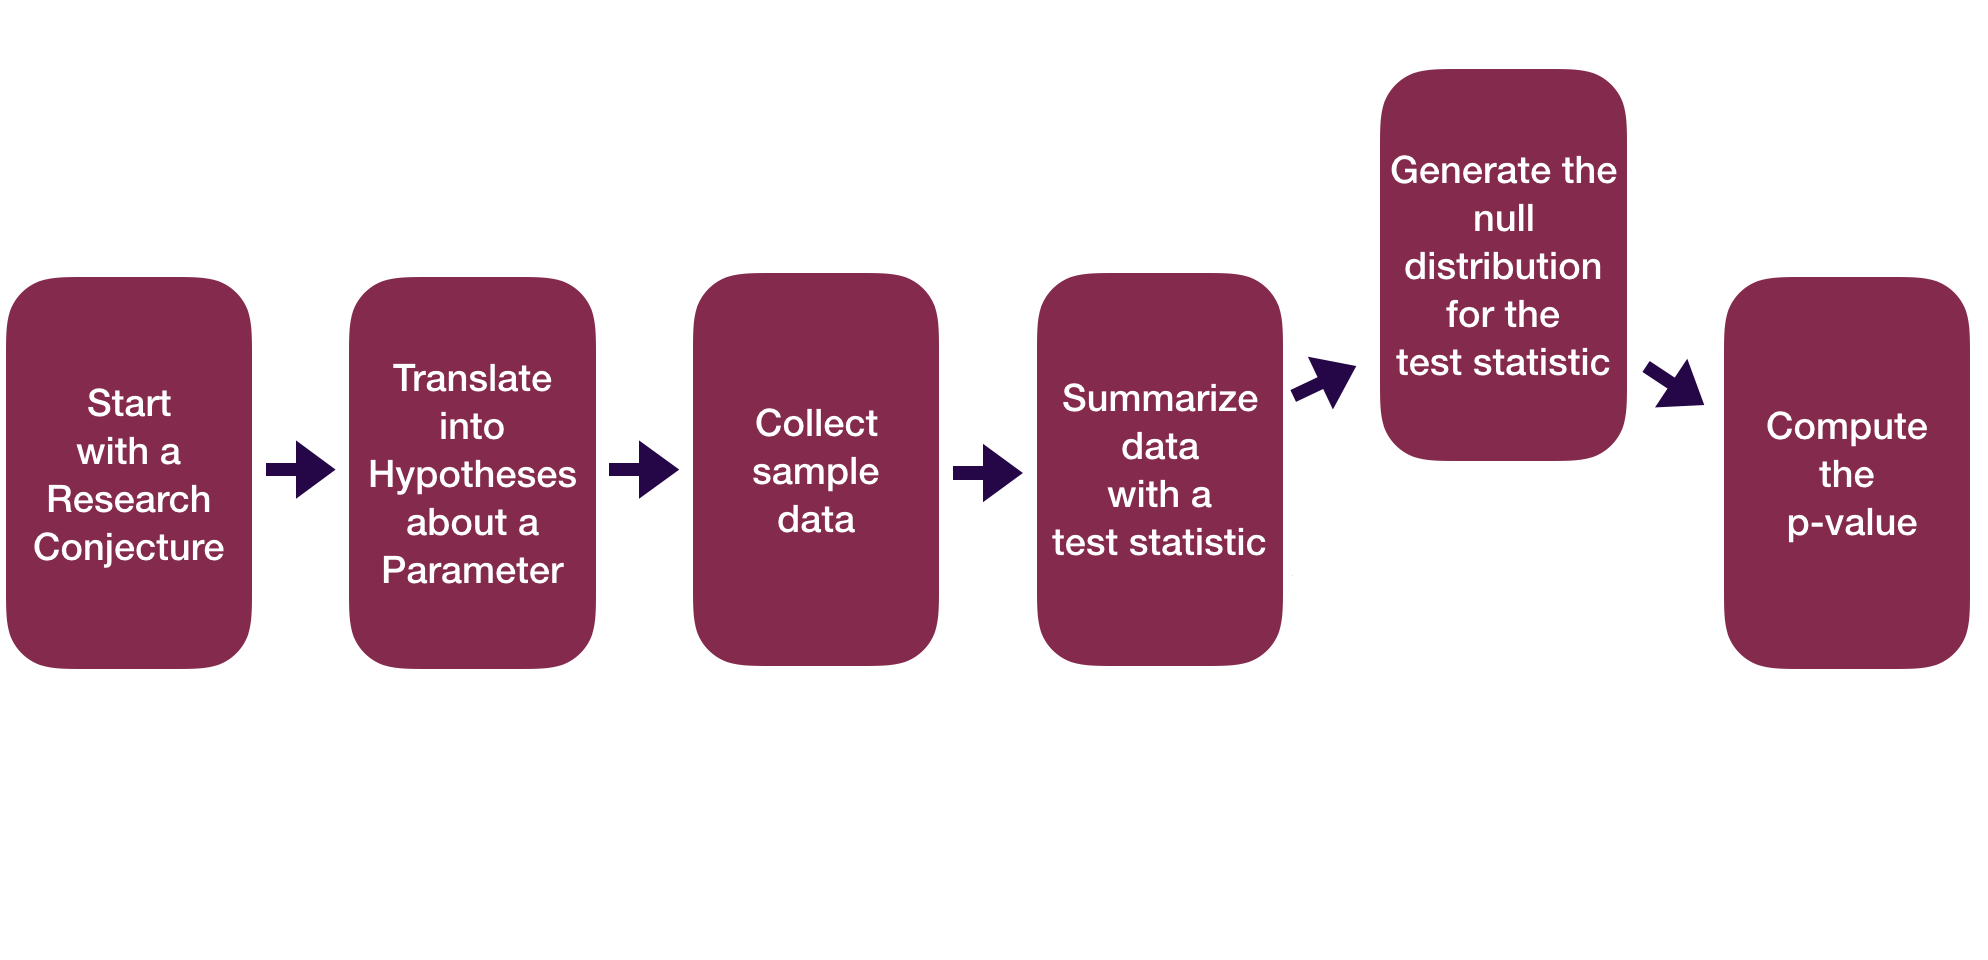 Start
with a
Research
Conjecture
Translate
into
Hypotheses
about a
Parameter
Collect
sample
data
Summarize
data
with a
test statistic
Generate the
null
distribution
for the
test statistic
Compute
the
p-value